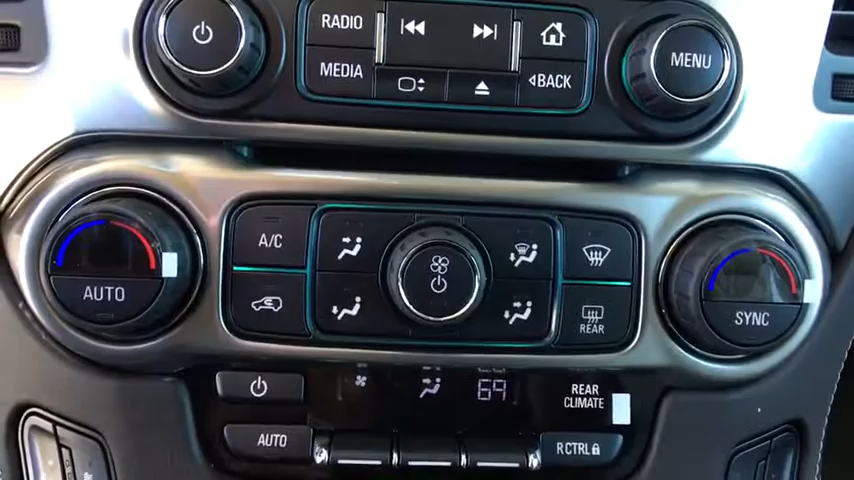 RADIO
MENU
MEDIA
BACK
A/C
AUTO
SYNC
REAR
69
REAR
CLIMATE
AUTO
R CTRL